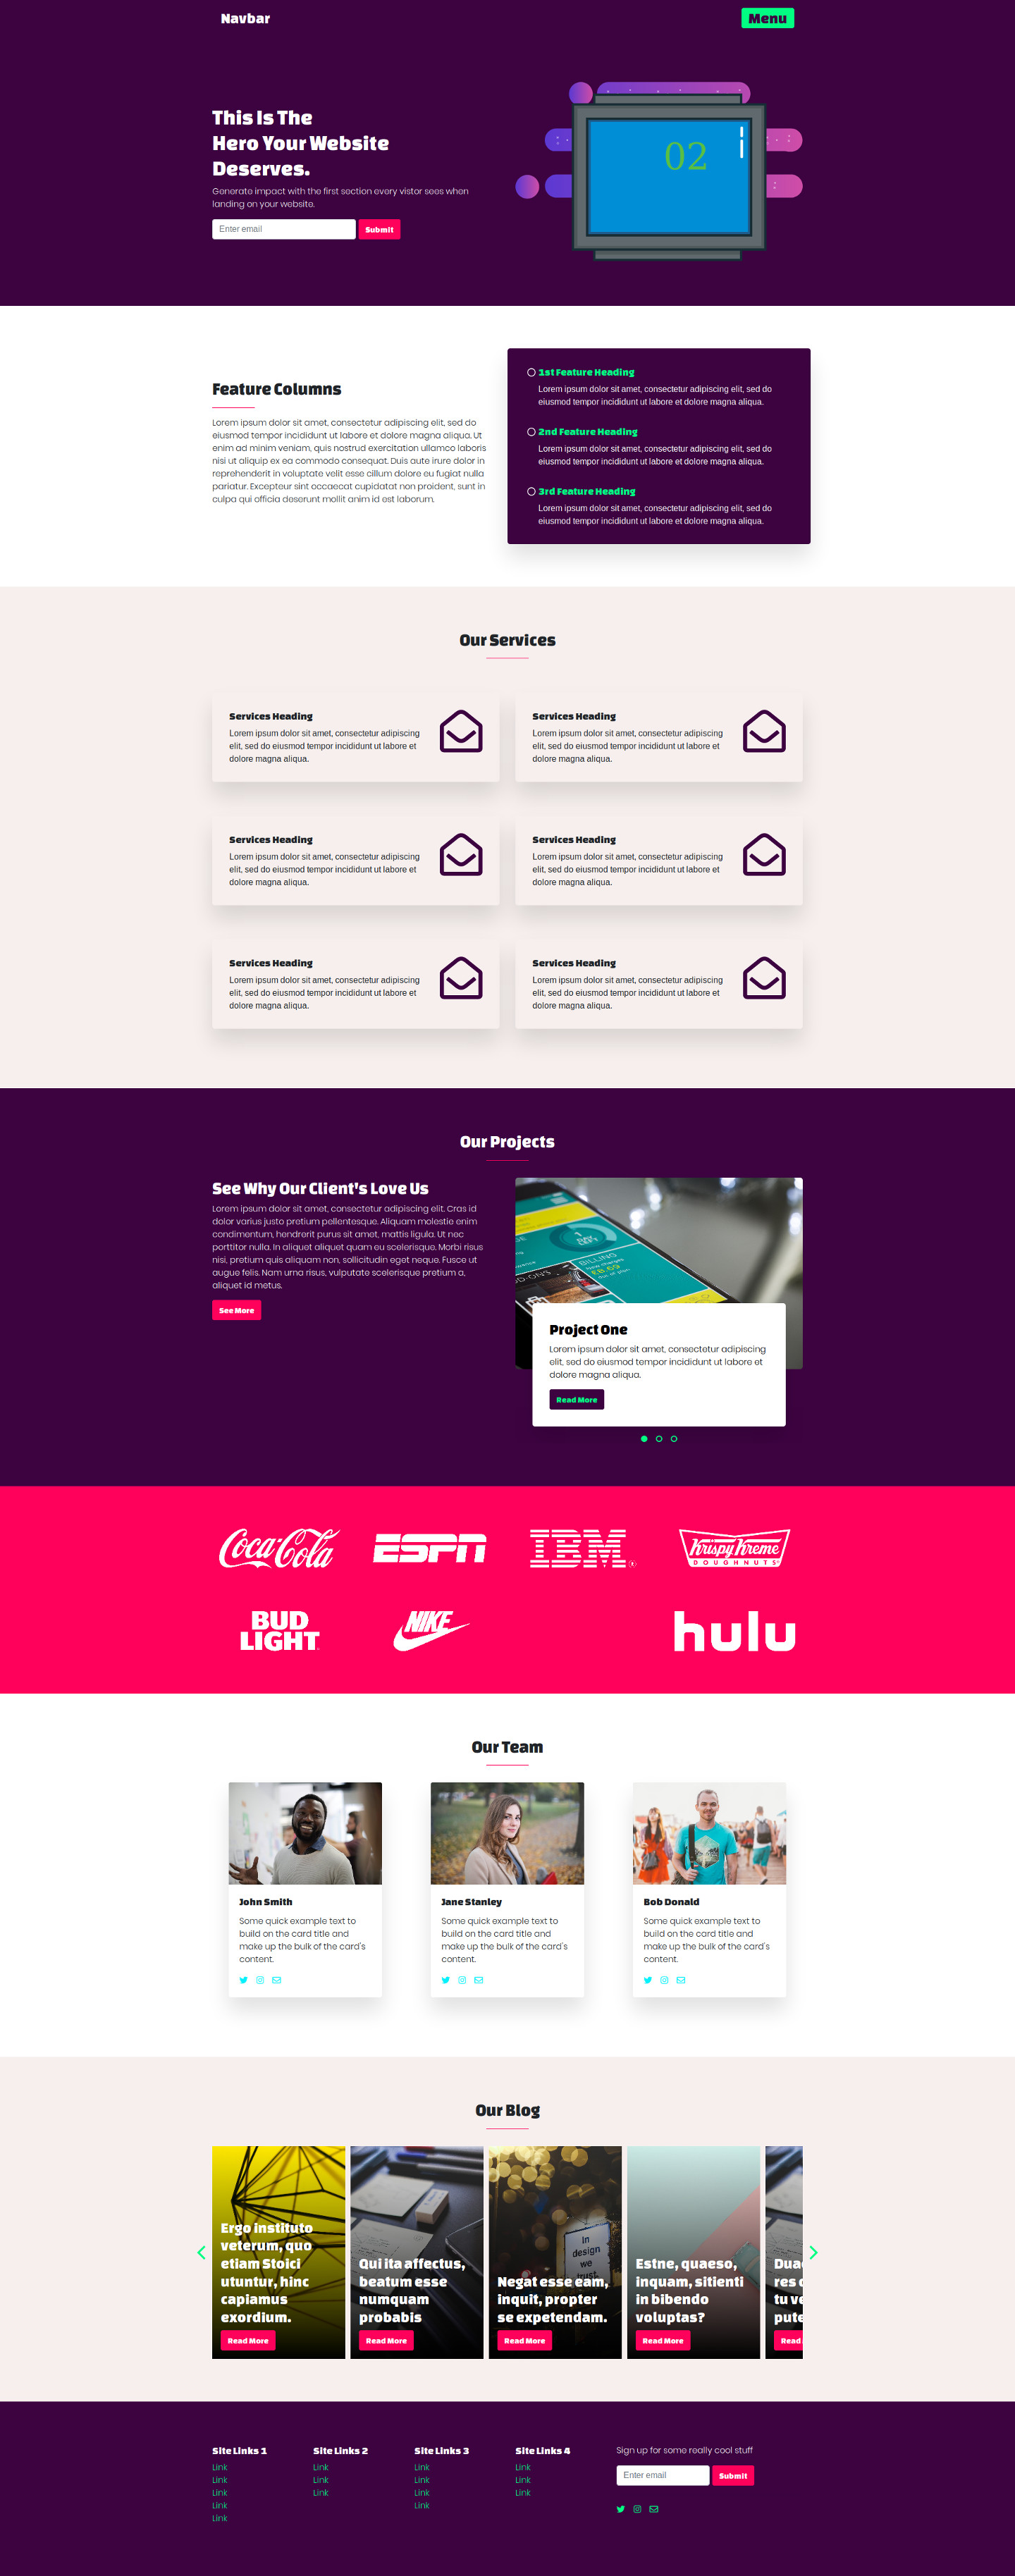 Navbar
Menu
This Is The
Hero Your Website
Deserves.
Generate impact with the first section every vistor sees when
landing on your website.
Enter email
Submit
02
Feature Columns
Lorem ipsum dolor sit amet, consectetur adipiscing elit, sed do
eiusmod tempor incididunt ut labore et dolore magna aliqua. Ut
enim ad minim veniam, quis nostrud exercitation ullamco laboris
nisi ut aliquip ex ea commodo consequat. Duis aute irure dolor in
reprehenderit in voluptate velit esse cillum dolore eu fugiat nulla
pariatur. Excepteur sint occaecat cupidatat non proident, sunt in
culpa qui officia deserunt mollit anim id est laborum.
1st Feature Heading
Lorem ipsum dolor sit amet, consectetur adipiscing elit, sed do
eiusmod tempor incididunt ut labore et dolore magna aliqua.
2nd Feature Heading
Lorem ipsum dolor sit amet, consectetur adipiscing elit, sed do
eiusmod tempor incididunt ut labore et dolore magna aliqua.
3rd Feature Heading
Lorem ipsum dolor sit amet, consectetur adipiscing elit, sed do
eiusmod tempor incididunt ut labore et dolore magna aliqua.
Our Services
Services Heading
Lorem ipsum dolor sit amet, consectetur adipiscing
elit, sed do eiusmod tempor incididunt ut labore et
dolore magna aliqua.
Services Heading
Lorem ipsum dolor sit amet, consectetur adipiscing
elit, sed do eiusmod tempor incididunt ut labore et
dolore magna aliqua.
Services Heading
Lorem ipsum dolor sit amet, consectetur adipiscing
elit, sed do eiusmod tempor incididunt ut labore et
dolore magna aliqua.
Services Heading
Lorem ipsum dolor sit amet, consectetur adipiscing
elit, sed do eiusmod tempor incididunt ut labore et
dolore magna aliqua.
Services Heading
Lorem ipsum dolor sit amet, consectetur adipiscing
elit, sed do eiusmod tempor incididunt ut labore et
dolore magna aliqua.
Services Heading
Lorem ipsum dolor sit amet, consectetur adipiscing
elit, sed do eiusmod tempor incididunt ut labore et
dolore magna aliqua.
Our Projects
See Why Our Client's Love Us
Lorem ipsum dolor sit amet, consectetur adipiscing elit. Cras id
dolor varius justo pretium pellentesque. Aliquam molestie enim
condimentum, hendrerit purus sit amet, mattis ligula. Ut nec
porttitor nulla. In aliquet aliquet quam eu scelerisque. Morbi risus
nisi, pretium quis aliquam non, sollicitudin eget neque. Fusce ut
augue felis. Nam urna risus, vulputate scelerisque pretium a,
aliquet id metus.
See More
BILLING
Project One
Lorem ipsum dolor sit amet, consectetur adipiscing
elit, sed do eiusmod tempor incididunt ut labore et
dolore magna aliqua.
Read More
Coca-Cola
ESPN
IBM
Krispy Kreme
DOUGHNUTS
BUD
LIGHT
NIKE
hulu
Our Team
John Smith
Some quick example text to
build on the card title and
make up the bulk of the card's
content.
Jane Stanley
Some quick example text to
build on the card title and
make up the bulk of the card's
content.
Bob Donald
Some quick example text to
build on the card title and
make up the bulk of the card's
content.
Our Blog
Ergo instituto
veterum, quo
etiam Stoici
utuntur, hinc
capiamus
exordium.
Read More
Qui ita affectus,
beatum esse
numquam
probabis
Read More
In
design
we
trust.
Negat esse eam,
inquit, propter
se expetendam.
Read More
Estne, quaeso,
inquam, sitienti
in bibendo
voluptas?
Read More
res
tu ve
pute
Read
Site Links 1
Link
Link
Link
Link
Link
Site Links 2
Link
Link
Link
Site Links 3
Link
Link
Link
Link
Site Links 4
Link
Link
Link
Sign up for some really cool stuff
Enter email
Submit